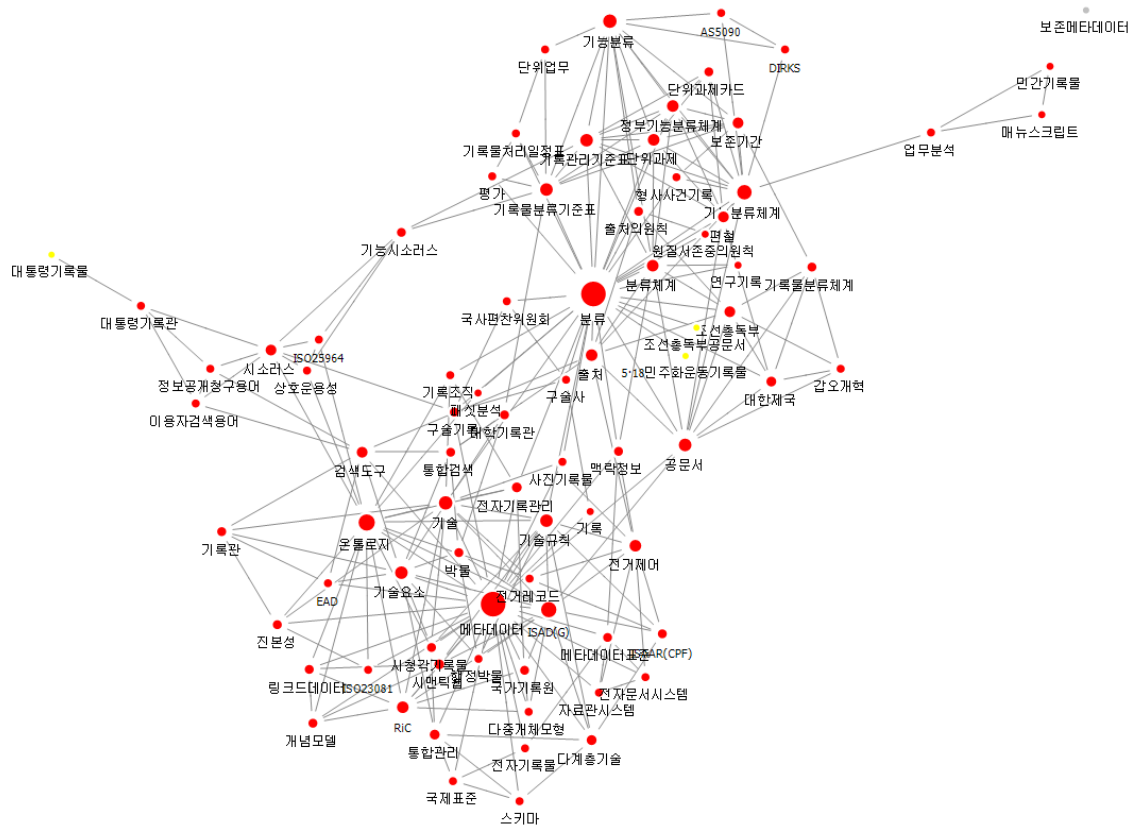 보존메타데이터
AS5090
기능분류
단위업무
DIRKS
민간기록물
단위과제카드
매뉴스크립트
정부기능분류체계
보존기간
업무분석
기록물처리일정표
기록관리기준표
단위과제
평가
형사사건기록
기록물분류기준표
출처의원칙
편철
기능시소러스
원질서존중의원칙
대통령기록물
분류체계
연구기록
기록물분류체계
대통령기록관
국사편찬위원회
분류
조선총독부
조선총독부공문서
ISO25964
시소러스
출처
5·18민주화운동기록물
정보공개청구용어
상호운용성
기록조직
구술사
대한제국
갑오개혁
패싯분석
이용자검색용어
구술기록
대학기록관
검색도구
통합검색
사진기록물
맥락정보
공문서
전자기록관리
기술
기록
기록관
온톨로지
기술규칙
박물
전거제어
EAD
기술요소
전거레코드
진본성
메타데이터
ISAD(G)
메타데이터표준
시청각기록물
시맨틱웹
행정박물
링크드데이터
ISO23081
국가기록원
전자문서시스템
자료관시스템
RiC
다중개체모형
개념모델
통합관리
전자기록물
다계층기술
국제표준
스키마